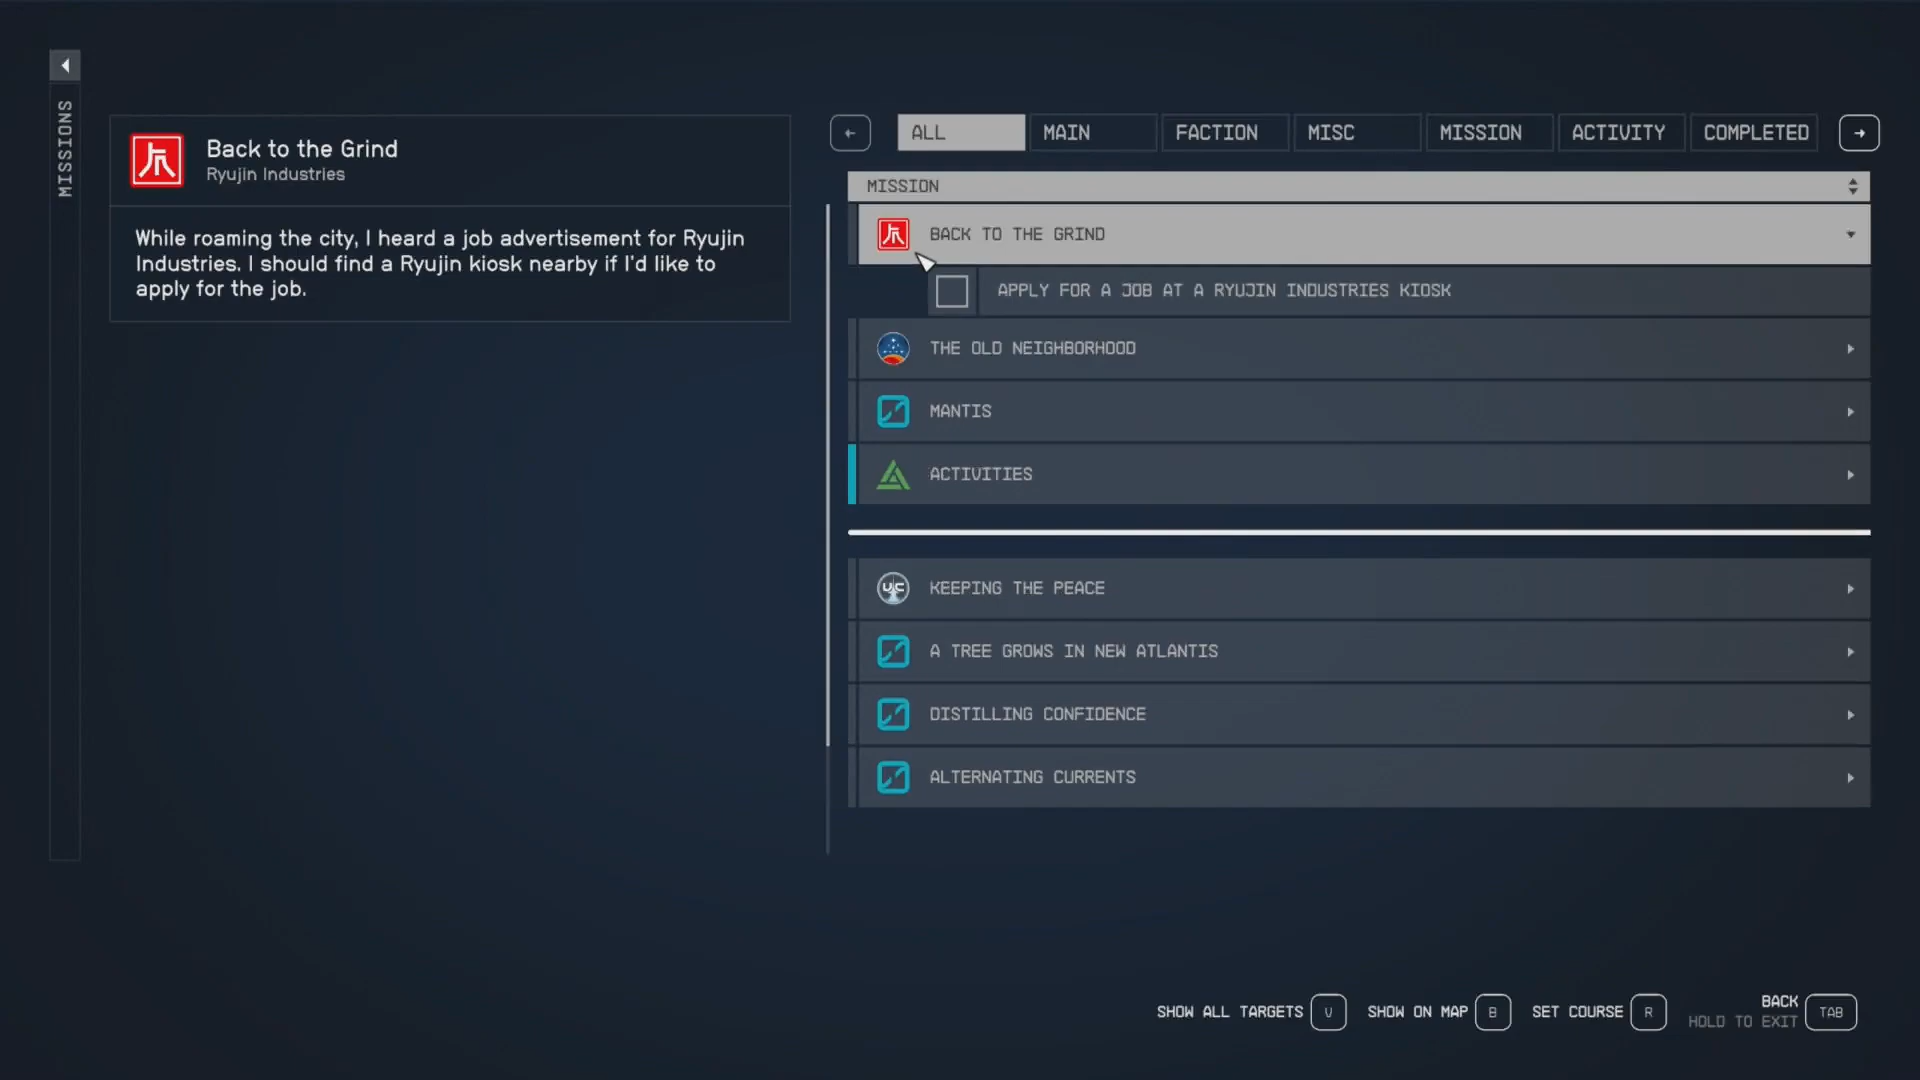 MISSIONS
Back to the Grind
Ryujin Industries
While roaming the city, I heard a job advertisement for Ryujin
Industries. I should find a Ryujin kiosk nearby if I'd like to
apply for the job.
ALL MAIN FACTION MISC MISSION ACTIVITY COMPLETED
MISSION
BACK TO THE GRIND
APPLY FOR A JOB AT A RYUJIN INDUSTRIES KIOSK
THE OLD NEIGHBORHOOD
MANTIS
ACTIVITIES
UC KEEPING THE PEACE
A TREE GROWS IN NEW ATLANTIS
DISTILLING CONFIDENCE
ALTERNATING CURRENTS
SHOW ALL TARGETS V SHOW ON MAP B SET COURSE R BACK TAB
HOLD TO EXIT